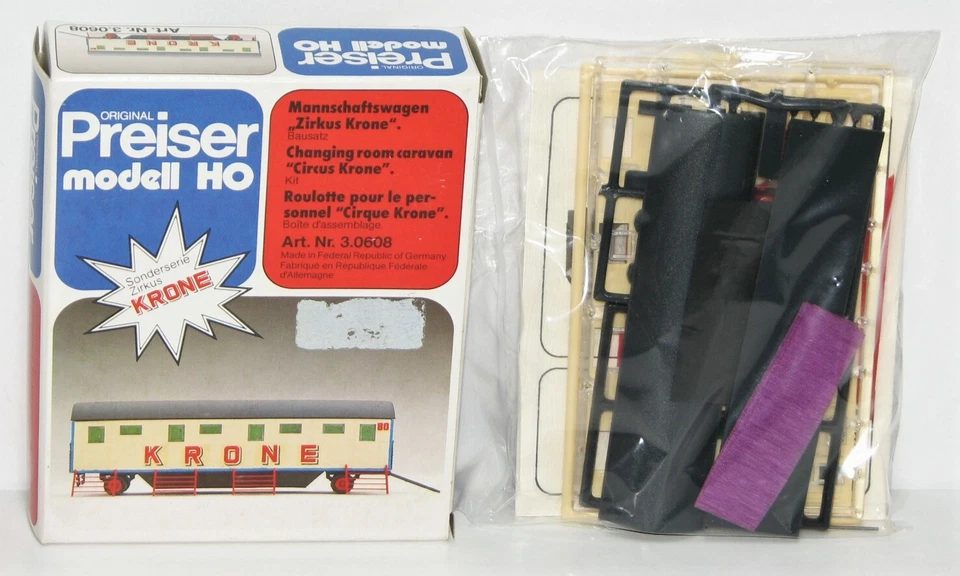 Art. Nr. 3.0608
KRONE
ORIGINAL
Preiser
modell HO
ORIGINAL
Preiser
modell HO
Mannschaftswagen
„Zirkus Krone“.
Bausatz
Changing room caravan
“Circus Krone”.
Kit
Roulotte pour le per-
sonnel “Cirque Krone”.
Boîte d'assemblage
Art. Nr. 3.0608
Made in Federal Republic of Germany
Fabriqué en Republique Fédérale
d'Allemagne
Sonderserie
Zirkus
KRONE
80
KRONE